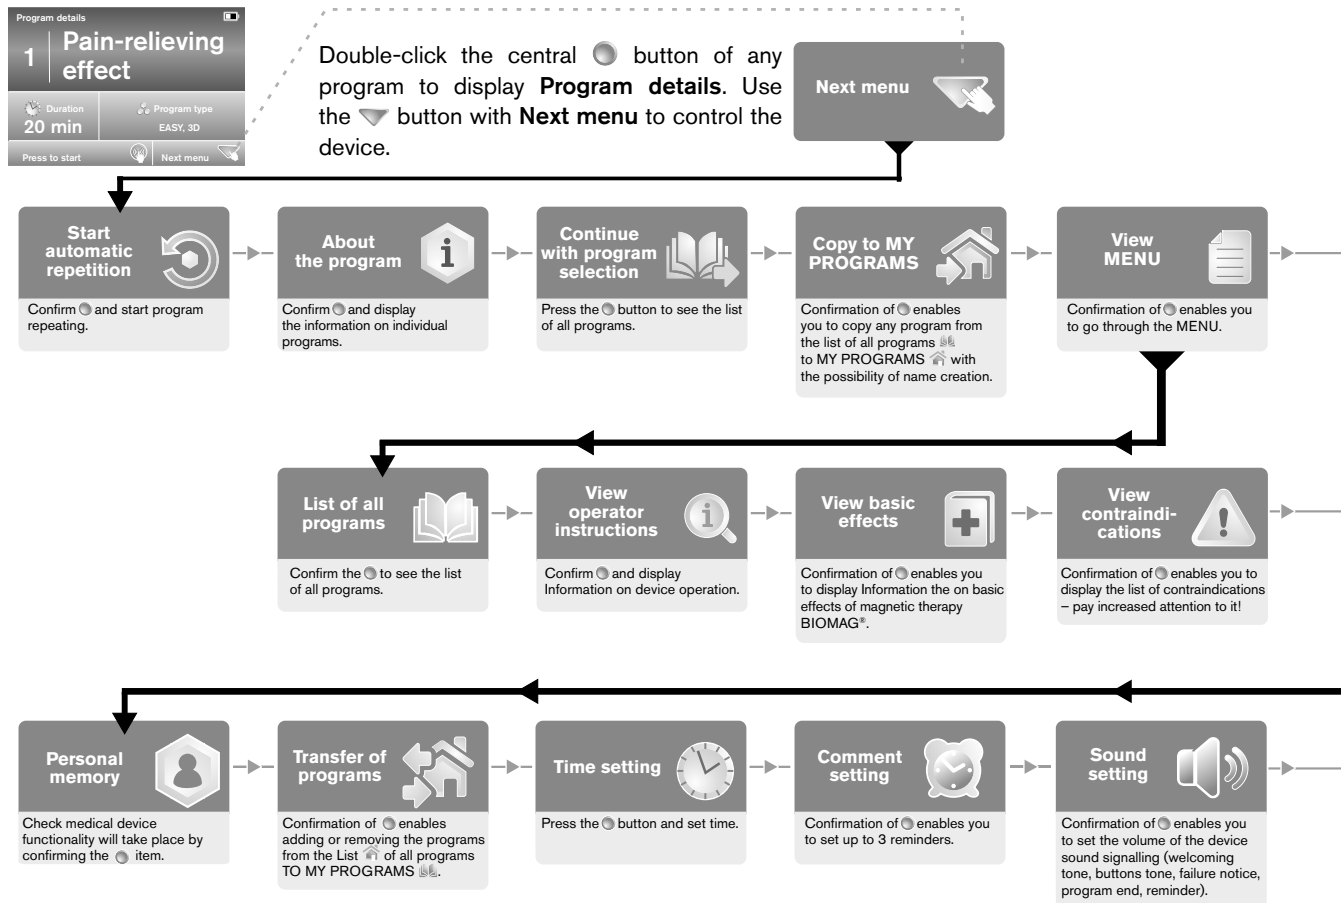 Program details
1
Pain-relieving
effect
Duration
20 min
Program type
EASY, 3D
Press to start
Next menu
Double-click the central button of any
program to display Program details. Use
the button with Next menu to control the
device.
Next menu
Start
automatic
repetition
Confirm and start program
repeating.
About
the program
Confirm and display
the information on individual
programs.
Continue
with program
selection
Press the button to see the list
of all programs.
Copy to MY
PROGRAMS
Confirmation of enables
you to copy any program from
the list of all programs
to MY PROGRAMS with
the possibility of name creation.
View
MENU
Confirmation of enables you
to go through the MENU.
List of all
programs
Confirm the to see the list
of all programs.
View
operator
instructions
Confirm and display
Information on device operation.
View basic
effects
Confirmation of enables you
to display Information the on basic
effects of magnetic therapy
BIOMAG®.
View
contraindi-
cations
Confirmation of enables you to
display the list of contraindications
– pay increased attention to it!
Personal
memory
Check medical device
functionality will take place by
confirming the item.
Transfer of
programs
Confirmation of enables
adding or removing the programs
from the List of all programs
TO MY PROGRAMS .
Time setting
Press the button and set time.
Comment
setting
Confirmation of enables you
to set up to 3 reminders.
Sound
setting
Confirmation of enables you
to set the volume of the device
sound signalling (welcoming
tone, buttons tone, failure notice,
program end, reminder).